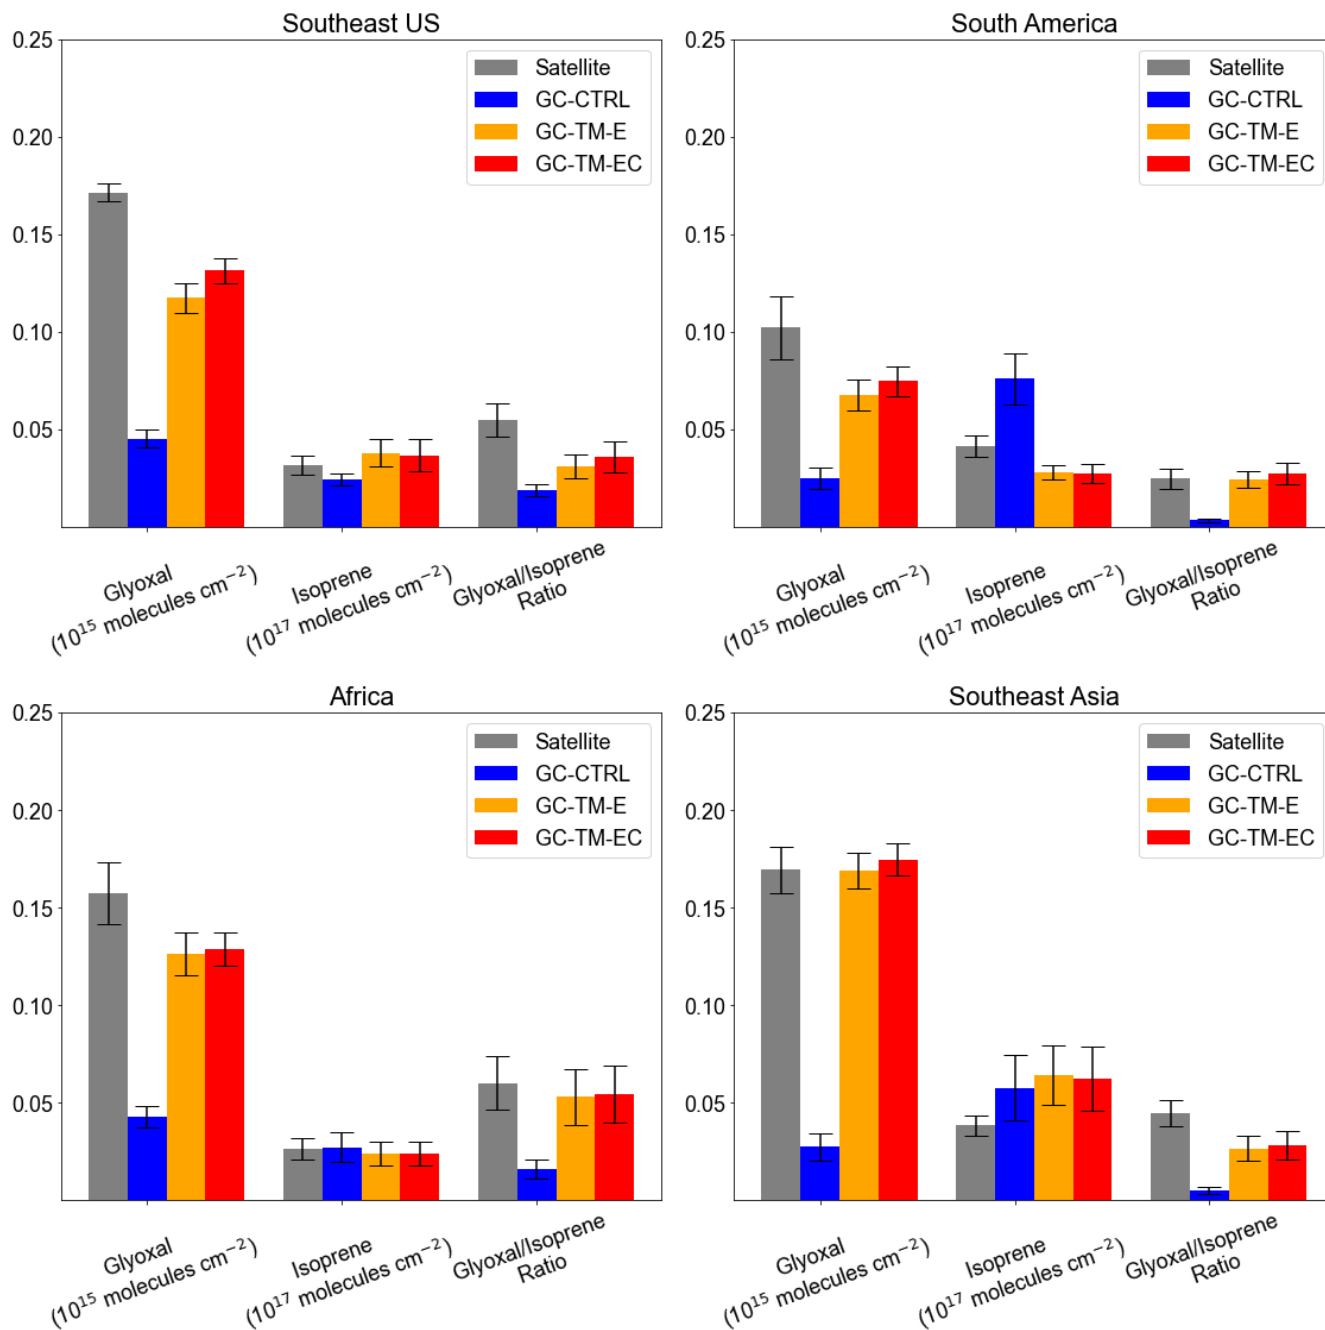 Southeast US
0.25
0.20
0.15
0.10
0.05
Satellite
GC-CTRL
GC-TM-E
GC-TM-EC
Glyoxal
(10¹⁵ molecules cm⁻²)
Isoprene
(10¹⁷ molecules cm⁻²)
Glyoxal/Isoprene
Ratio
South America
0.25
0.20
0.15
0.10
0.05
Satellite
GC-CTRL
GC-TM-E
GC-TM-EC
Glyoxal
(10¹⁵ molecules cm⁻²)
Isoprene
(10¹⁷ molecules cm⁻²)
Glyoxal/Isoprene
Ratio
Africa
0.25
0.20
0.15
0.10
0.05
Satellite
GC-CTRL
GC-TM-E
GC-TM-EC
Glyoxal
(10¹⁵ molecules cm⁻²)
Isoprene
(10¹⁷ molecules cm⁻²)
Glyoxal/Isoprene
Ratio
Southeast Asia
0.25
0.20
0.15
0.10
0.05
Satellite
GC-CTRL
GC-TM-E
GC-TM-EC
Glyoxal
(10¹⁵ molecules cm⁻²)
Isoprene
(10¹⁷ molecules cm⁻²)
Glyoxal/Isoprene
Ratio